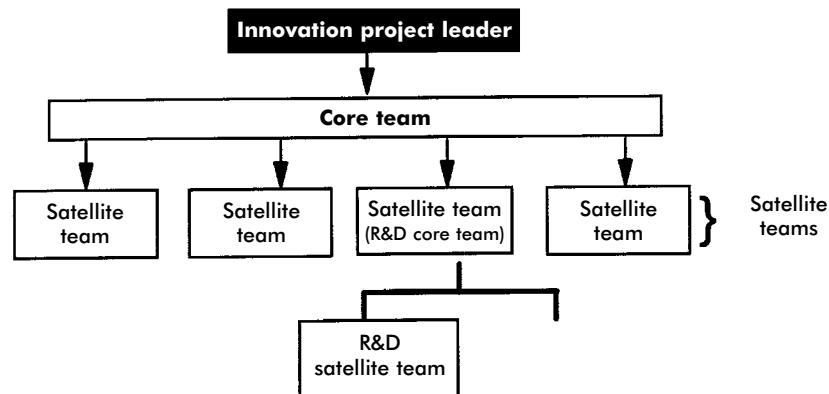 Innovation project leader
Core team
Satellite
team
Satellite
team
Satellite team
(R&D core team)
Satellite
team
Satellite
teams
R&D
satellite team